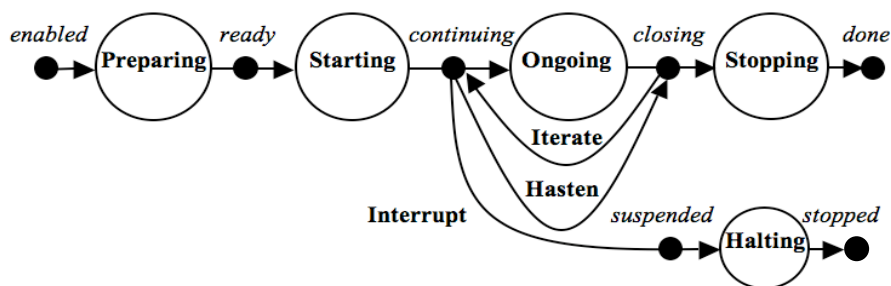 enabled ready continuing closing done
Preparing Starting Ongoing Stopping
Iterate
Hasten
Interrupt suspended stopped
Halting